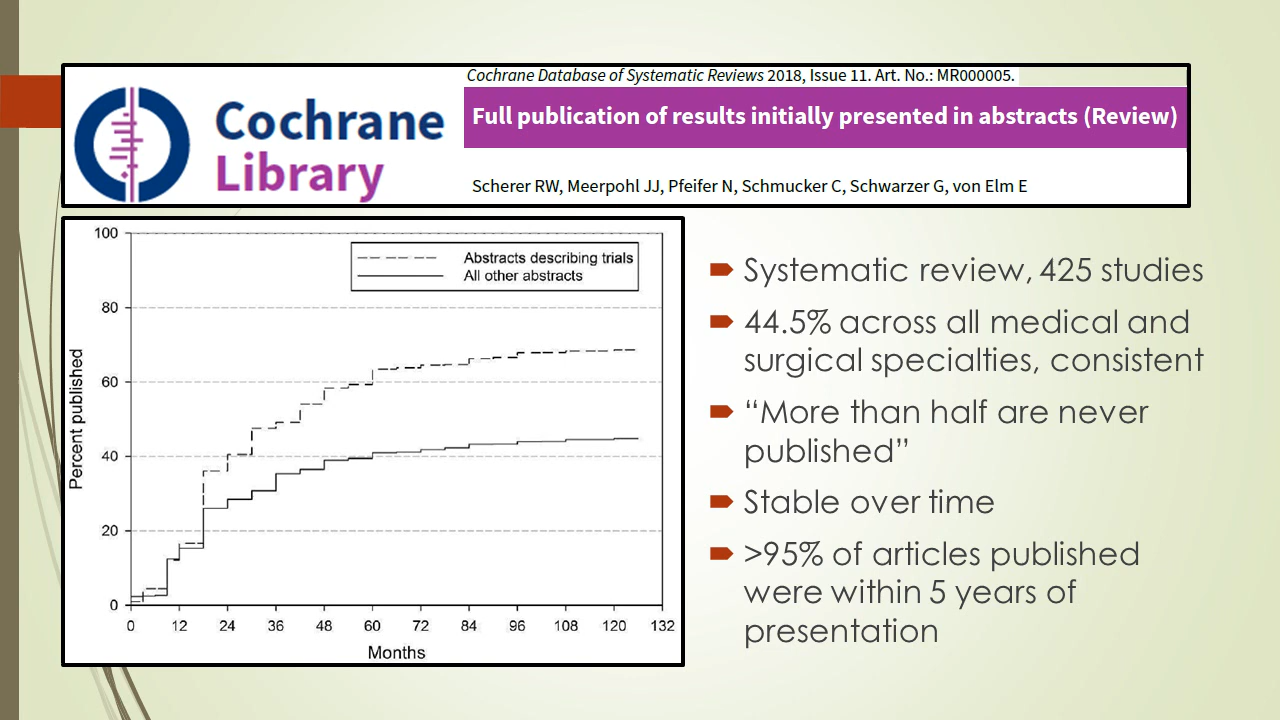 Cochrane Database of Systematic Reviews 2018, Issue 11. Art. No.: MR000005.
Cochrane
Library
Full publication of results initially presented in abstracts (Review)
Scherer RW, Meerpohl JJ, Pfeifer N, Schmucker C, Schwarzer G, von Elm E
100
80
60
40
20
0
Percent published
Abstracts describing trials
All other abstracts
0 12 24 36 48 60 72 84 96 108 120 132
Months
Systematic review, 425 studies
44.5% across all medical and
surgical specialties, consistent
“More than half are never
published”
Stable over time
>95% of articles published
were within 5 years of
presentation